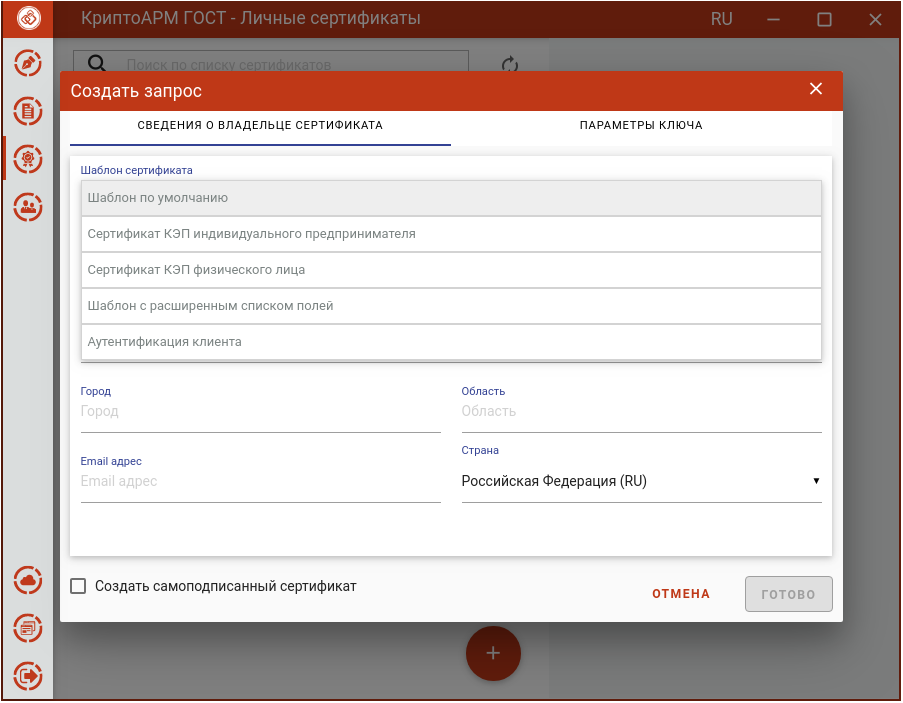 КриптоАРМ ГОСТ - Личные сертификаты
RU
Поиск по списку сертификатов
Создать запрос
СВЕДЕНИЯ О ВЛАДЕЛЬЦЕ СЕРТИФИКАТА
ПАРАМЕТРЫ КЛЮЧА
Шаблон сертификата
Шаблон по умолчанию
Сертификат КЭП индивидуального предпринимателя
Сертификат КЭП физического лица
Шаблон с расширенным списком полей
Аутентификация клиента
Город
Область
Город
Область
Email адрес
Страна
Email адрес
Российская Федерация (RU)
Создать самоподписанный сертификат
ОТМЕНА
ГОТОВО